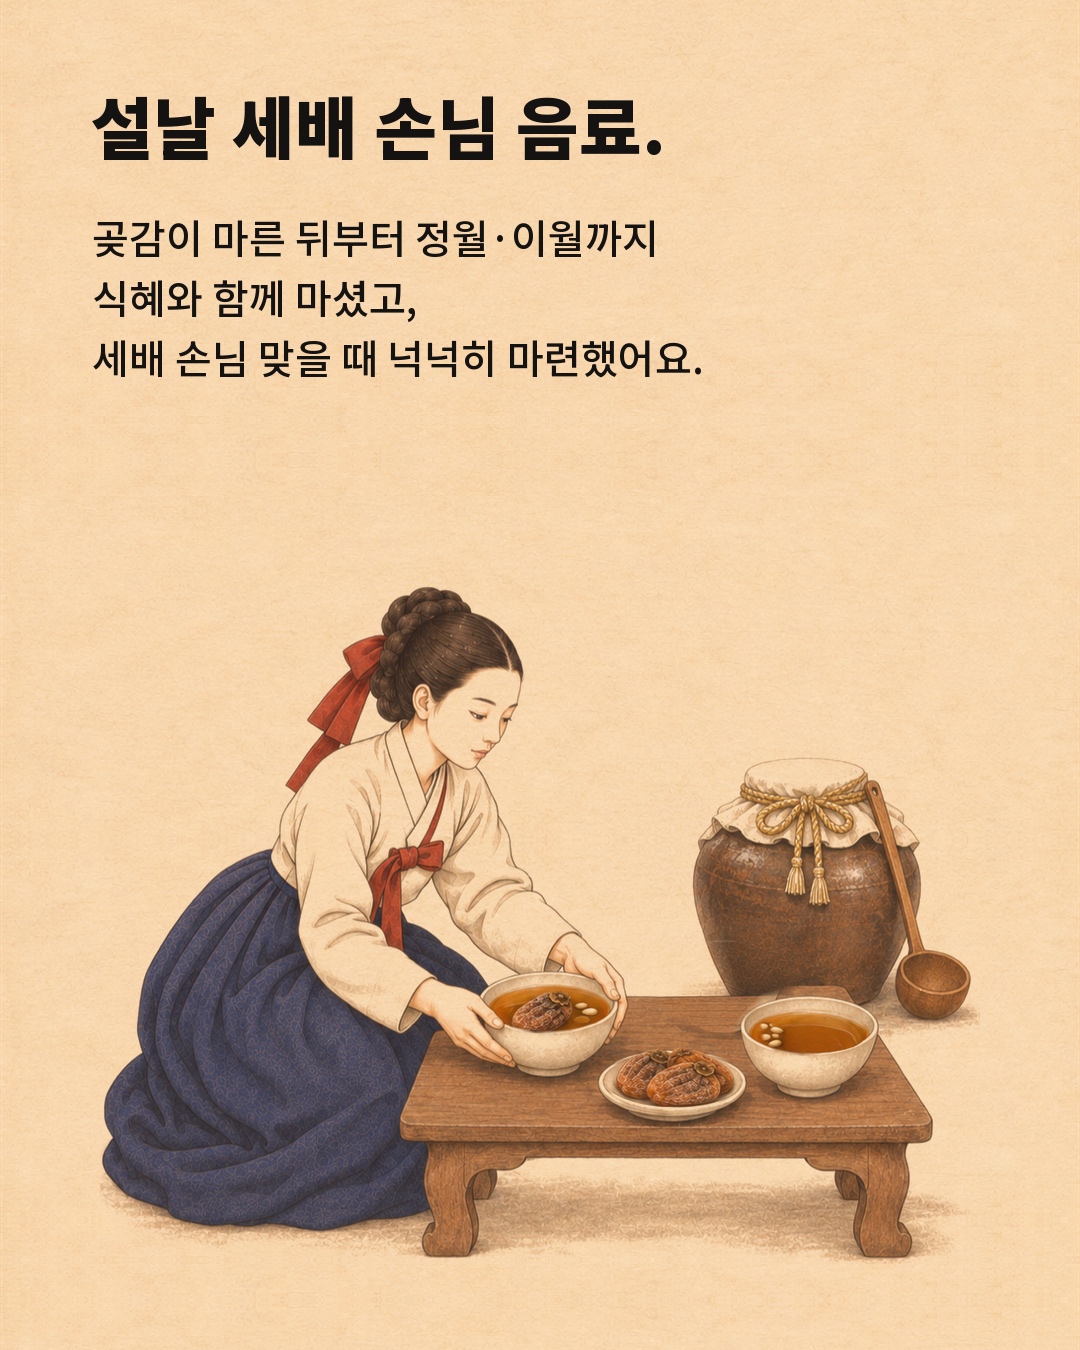 설날 세배 손님 음료.
곶감이 마른 뒤부터 정월·이월까지
식혜와 함께 마셨고,
세배 손님 맞을 때 넉넉히 마련했어요.